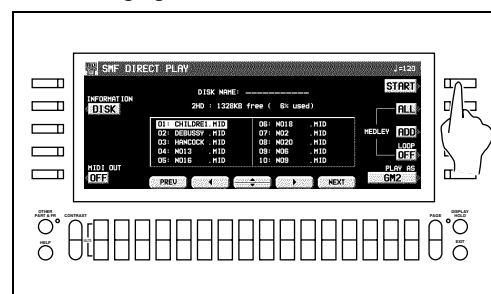 SMF DIRECT PLAY
♩=120
DISK NAME: ––––––––––––
START
INFORMATION
DISK
2HD : 1328KB free ( 6% used)
ALL
01: CHILDRE1.MID 06: NO18 .MID
02: DEBUSSY .MID 07: NO2 .MID
MEDLEY ADD
03: HANCOCK .MID 08: NO20 .MID
04: NO13 .MID 09: NO6 .MID
LOOP
OFF
05: NO16 .MID 10: NO9 .MID
MIDI OUT
OFF
PLAY AS
GM2
PREV NEXT
OTHER
PART & FR
CONTRAST
PAGE
DISPLAY
HOLD
HELP
EXIT